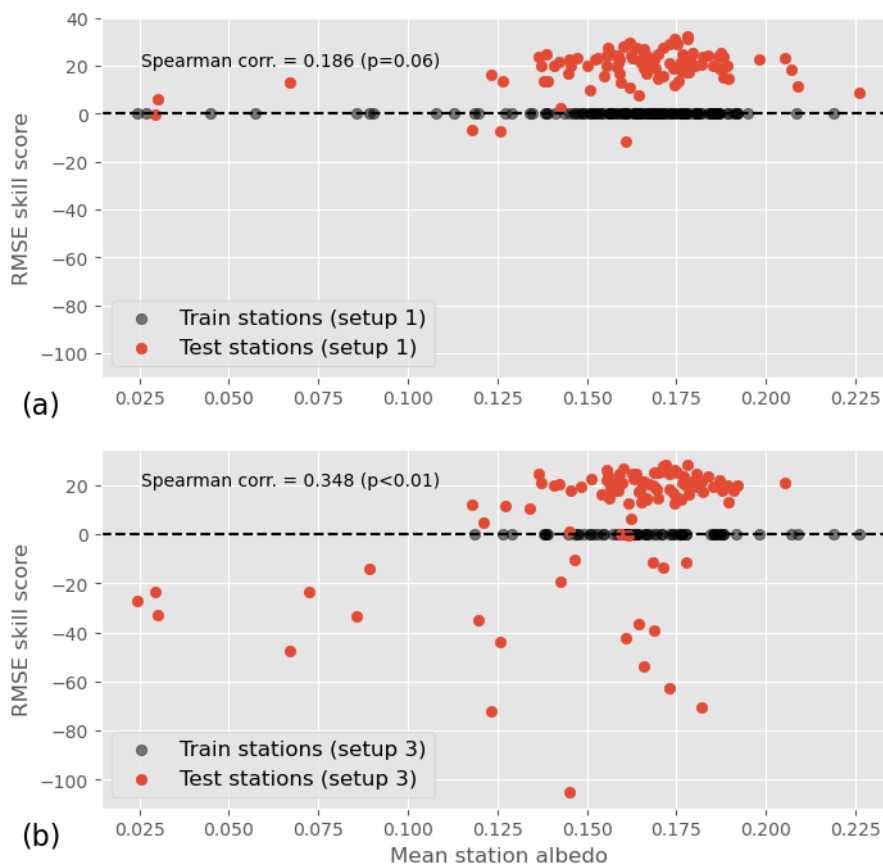 40
Spearman corr. = 0.186 (p=0.06)
20
0
−20
−40
−60
−80
−100
RMSE skill score
Train stations (setup 1)
Test stations (setup 1)
(a)
0.025 0.050 0.075 0.100 0.125 0.150 0.175 0.200 0.225
Spearman corr. = 0.348 (p<0.01)
20
0
−20
−40
−60
−80
−100
RMSE skill score
Train stations (setup 3)
Test stations (setup 3)
(b)
0.025 0.050 0.075 0.100 0.125 0.150 0.175 0.200 0.225
Mean station albedo